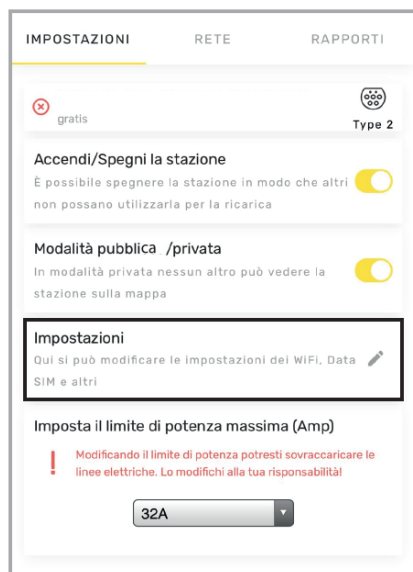 IMPOSTAZIONI RETE RAPPORTI
gratis
Type 2
Accendi/Spegni la stazione
È possibile spegnere la stazione in modo che altri
non possano utilizzarla per la ricarica
Modalità pubblica /privata
In modalità privata nessun altro può vedere la
stazione sulla mappa
Impostazioni
Qui si può modificare le impostazioni dei WiFi, Data
SIM e altri
Imposta il limite di potenza massima (Amp)
Modificando il limite di potenza potresti sovraccaricare le
linee elettriche. Lo modifichi alla tua risponsabilità!
32A